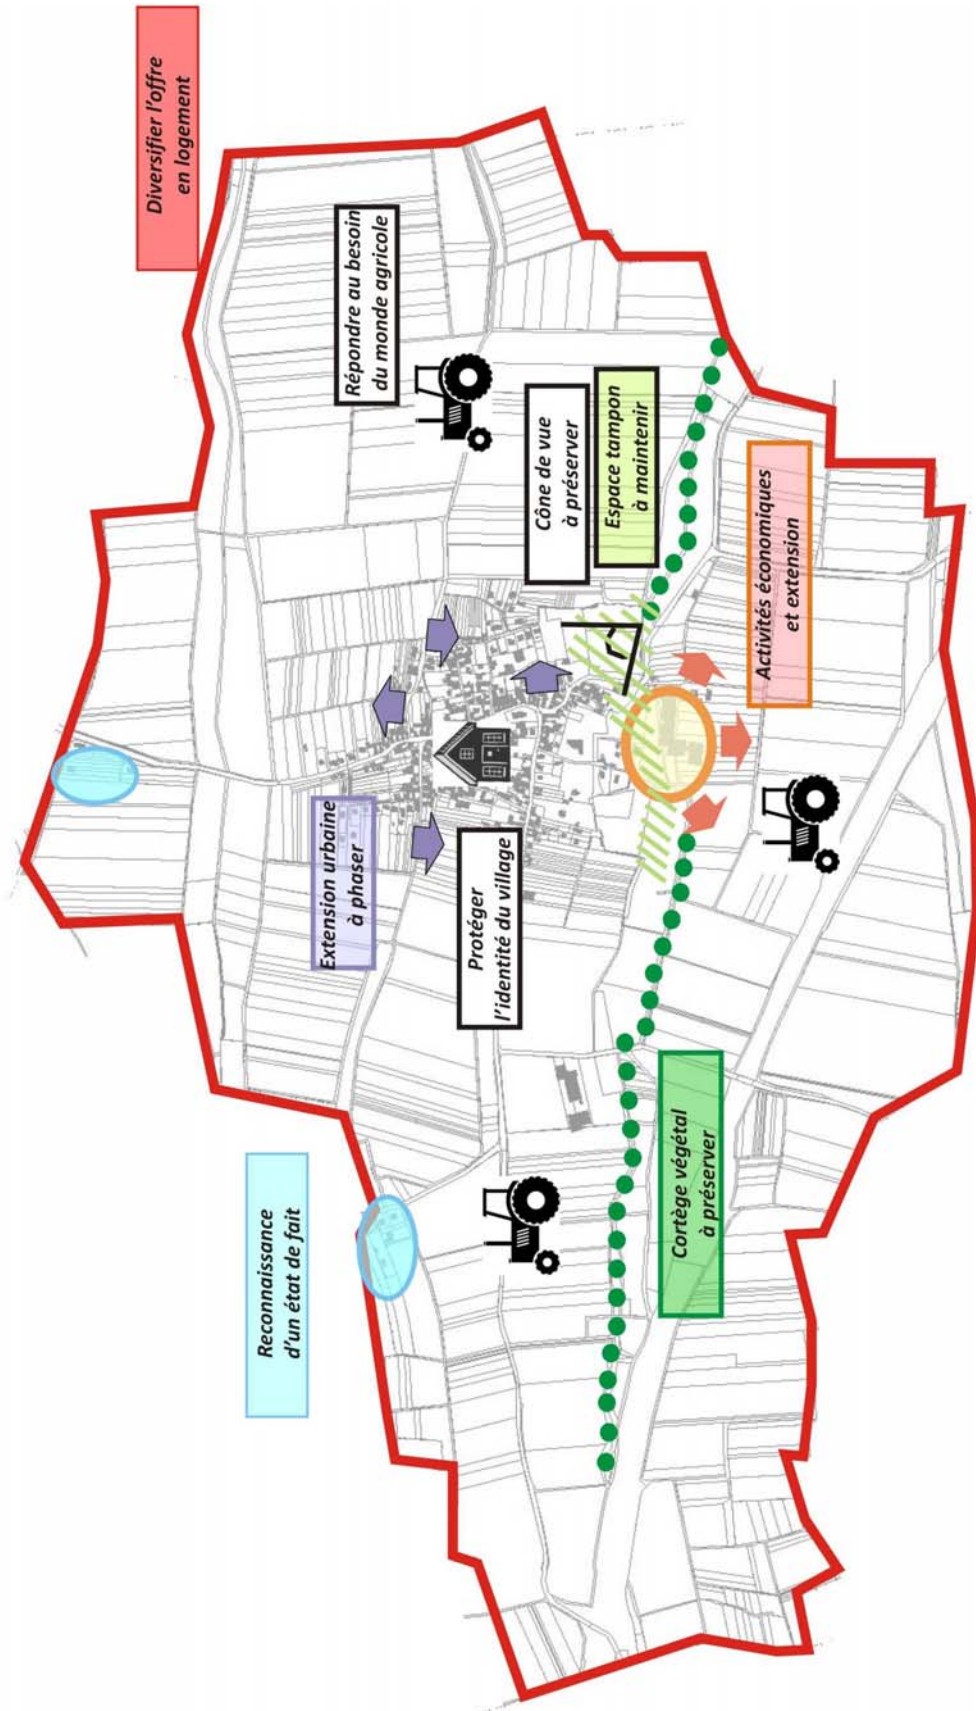 Diversifier l'offre
en logement
Répondre au besoin
du monde agricole
Cône de vue
à préserver
Espace tampon
à maintenir
Activités économiques
et extension
Extension urbaine
à phaser
Protéger
l'identité du village
Reconnaissance
d'un état de fait
Cortège végétal
à préserver